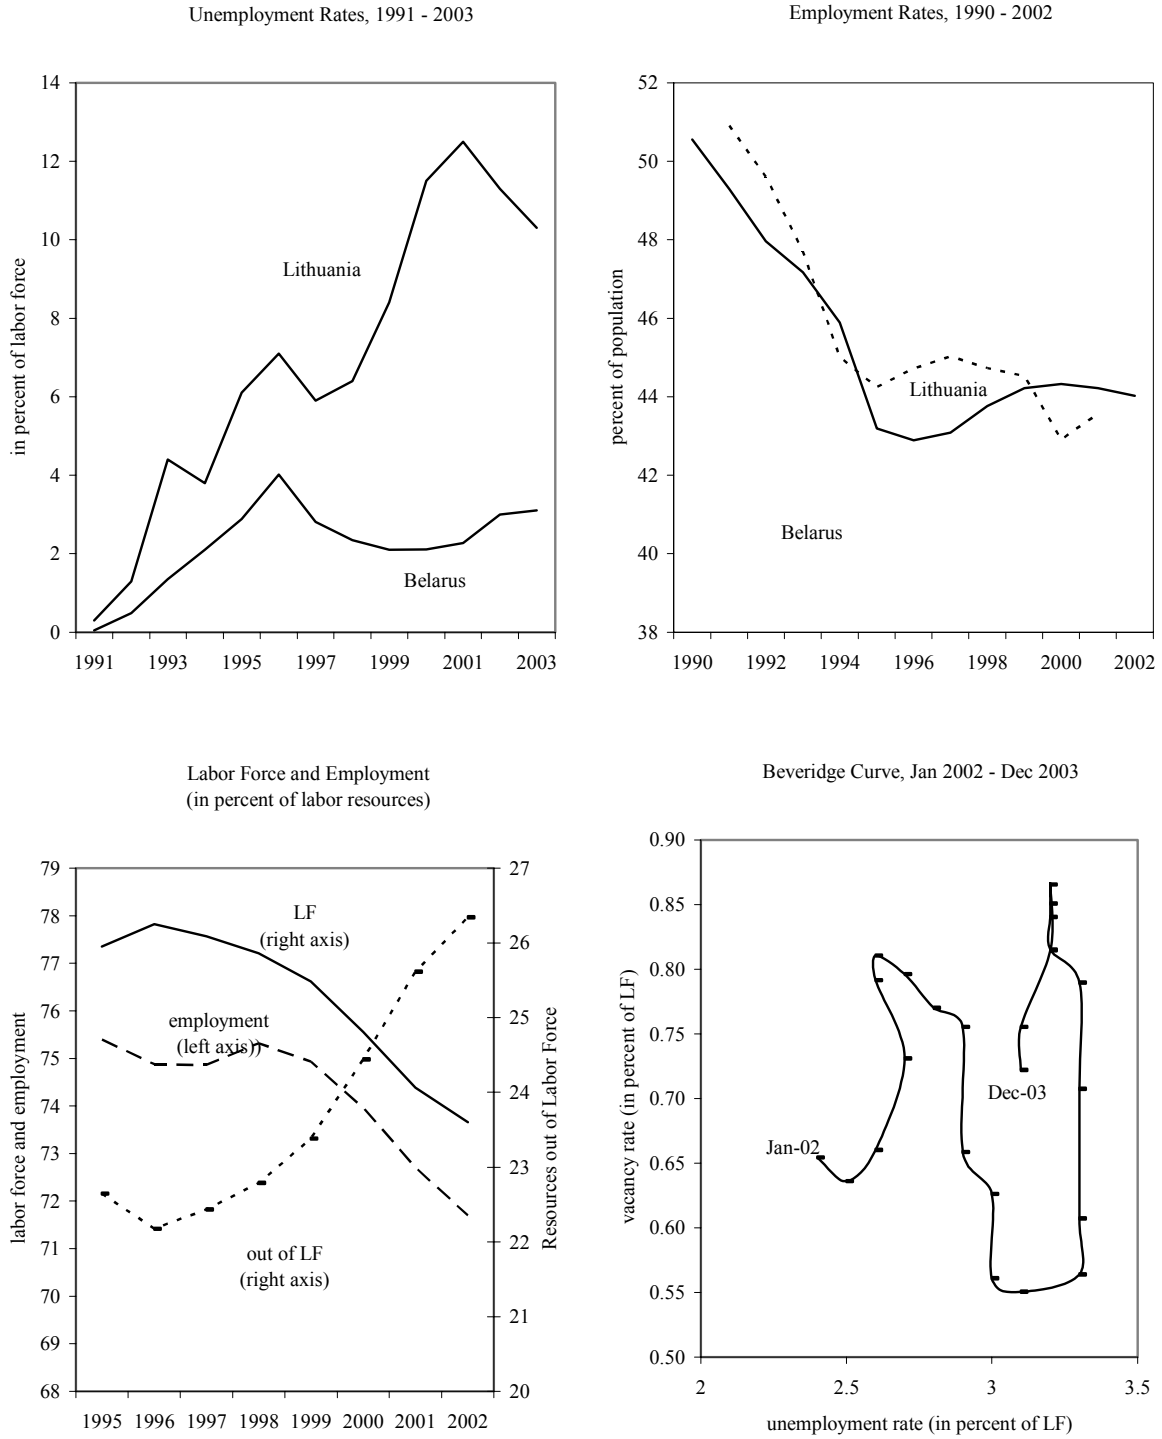 Unemployment Rates, 1991 - 2003
14
12
10
8
6
4
2
0
in percent of labor force
Lithuania
Belarus
1991 1993 1995 1997 1999 2001 2003
Employment Rates, 1990 - 2002
52
50
48
46
44
42
40
38
percent of population
Lithuania
Belarus
1990 1992 1994 1996 1998 2000 2002
Labor Force and Employment
(in percent of labor resources)
79
78
77
76
75
74
73
72
71
70
69
68
labor force and employment
LF
(right axis)
employment
(left axis))
out of LF
(right axis)
27
26
25
24
23
22
21
20
Resources out of Labor Force
1995 1996 1997 1998 1999 2000 2001 2002
Beveridge Curve, Jan 2002 - Dec 2003
0.90
0.85
0.80
0.75
0.70
0.65
0.60
0.55
0.50
vacancy rate (in percent of LF)
Jan-02
Dec-03
2 2.5 3 3.5
unemployment rate (in percent of LF)